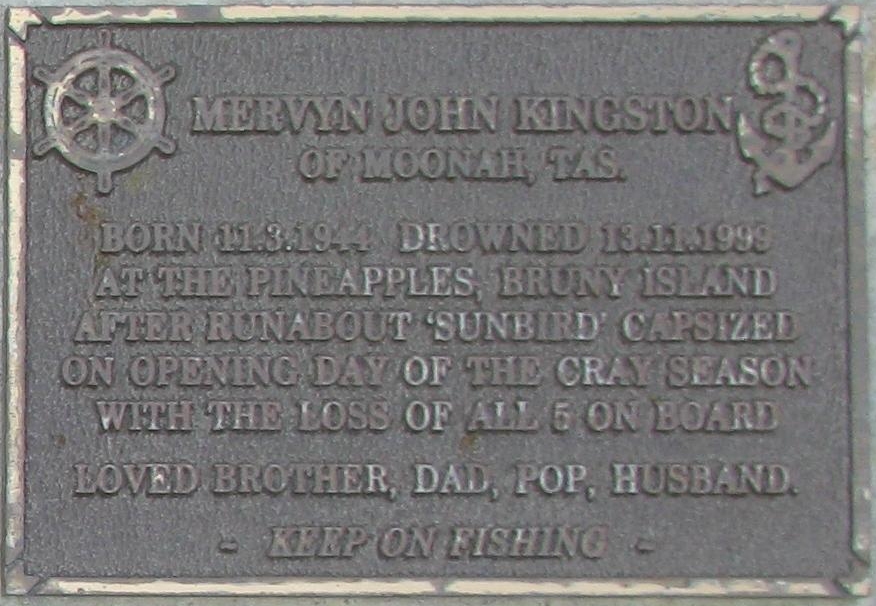 MERVYN JOHN KINGSTON
OF MOONAH, TAS.
BORN 11.3.1944 DROWNED 13.11.1999
AT THE PINEAPPLES, BRUNY ISLAND
AFTER RUNABOUT 'SUNBIRD' CAPSIZED
ON OPENING DAY OF THE CRAY SEASON
WITH THE LOSS OF ALL 5 ON BOARD
LOVED BROTHER, DAD, POP, HUSBAND.
- KEEP ON FISHING -